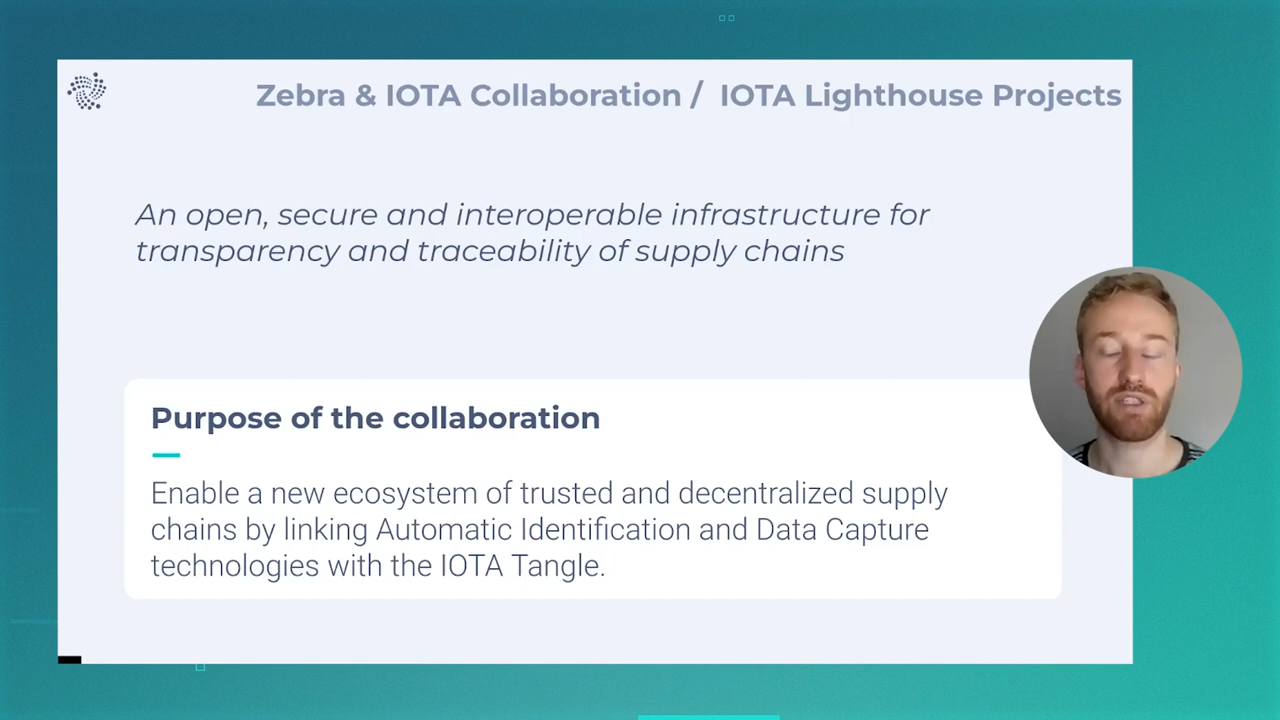 Zebra & IOTA Collaboration / IOTA Lighthouse Projects
An open, secure and interoperable infrastructure for
transparency and traceability of supply chains
Purpose of the collaboration
Enable a new ecosystem of trusted and decentralized supply
chains by linking Automatic Identification and Data Capture
technologies with the IOTA Tangle.